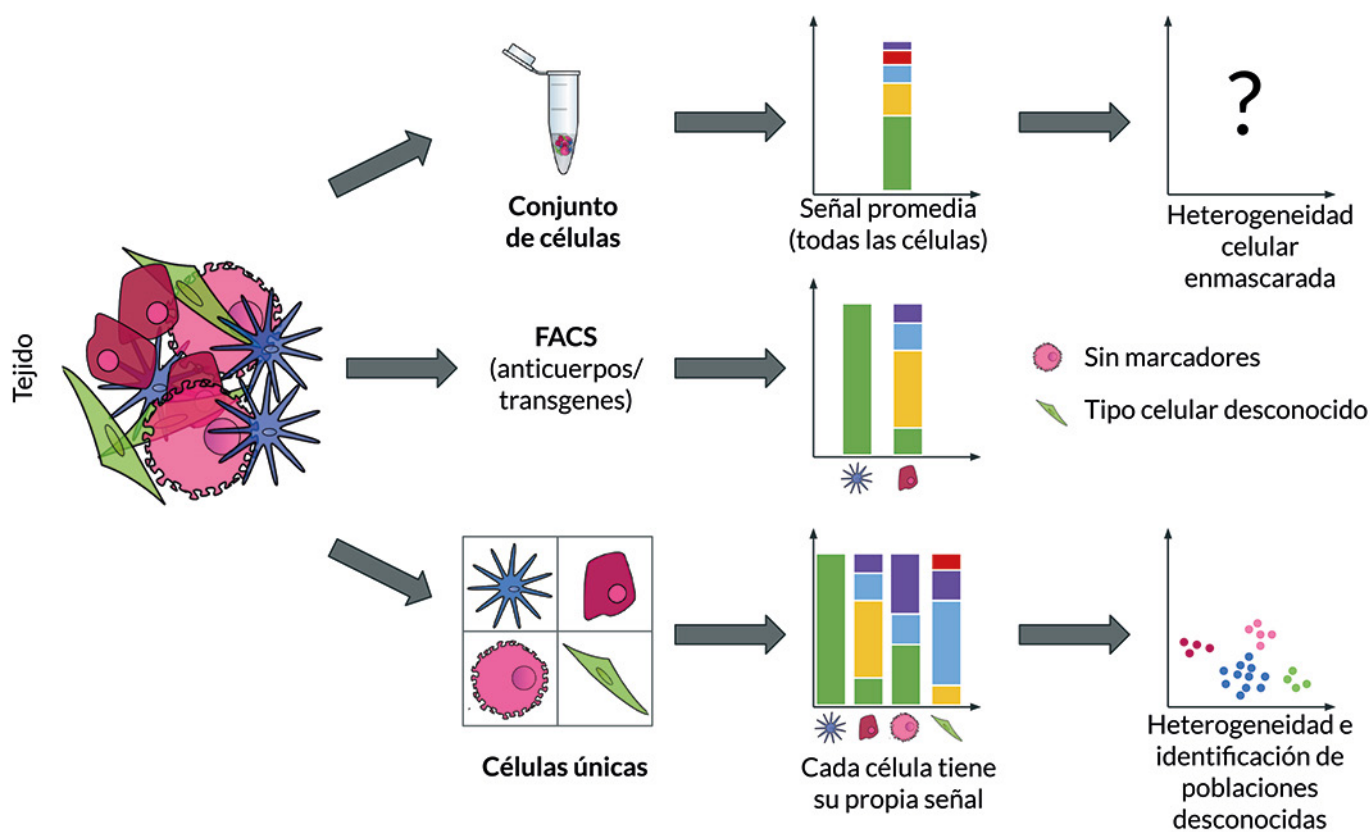 Tejido
Conjunto
de células
Señal promedia
(todas las células)
?
Heterogeneidad
celular
enmascarada
FACS
(anticuerpos/
transgenes)
Sin marcadores
Tipo celular desconocido
Células únicas
Cada célula tiene
su propia señal
Heterogeneidad e
identificación de
poblaciones
desconocidas